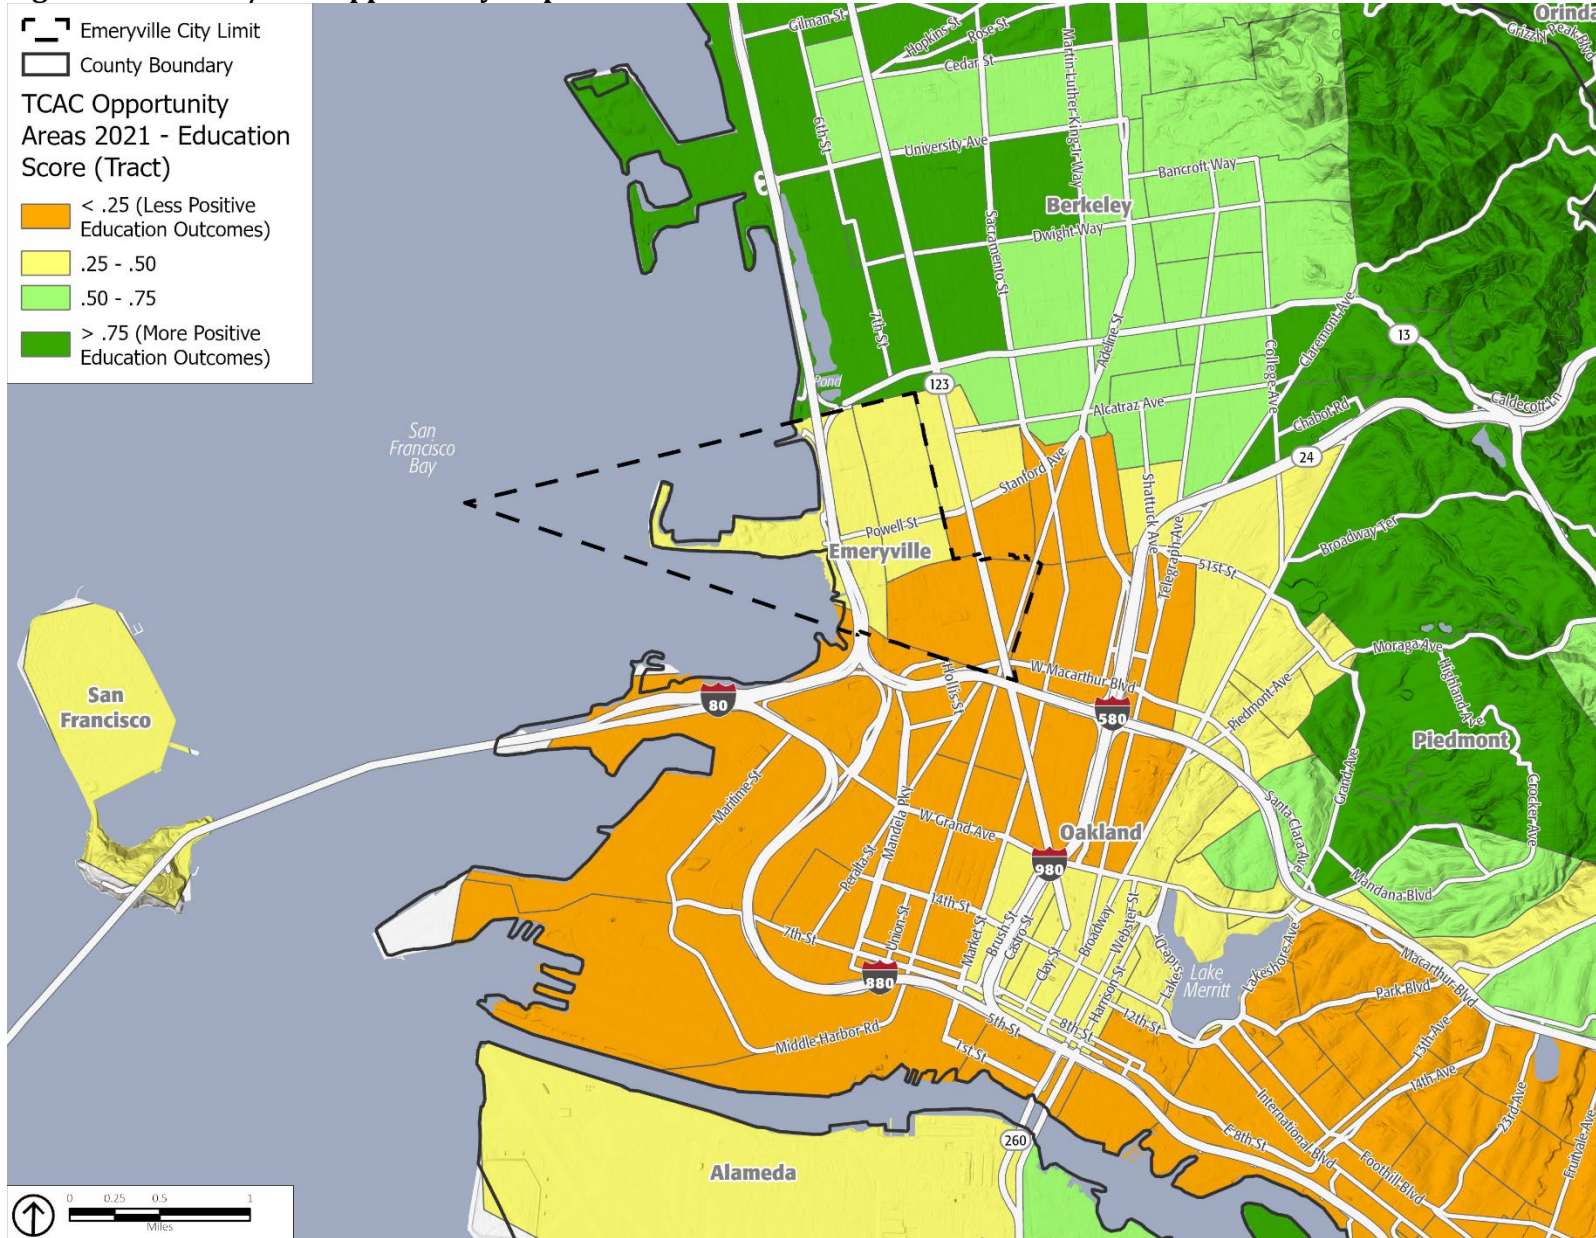 Emeryville City Limit
County Boundary
TCAC Opportunity
Areas 2021 - Education
Score (Tract)
< .25 (Less Positive
Education Outcomes)
.25 - .50
.50 - .75
> .75 (More Positive
Education Outcomes)
Orinda
Grizzly Peak Blvd
Gilman St
Hopkins St
Rose St
Cedar St
Martin Luther King Jr Way
6th St
University Ave
Bancroft Way
Berkeley
Sacramento St
Dwight Way
7th St
Adeline St
College Ave
Claremont Ave
13
Pond
123
Alcatraz Ave
Chabot Rd
Caldecott Ln
San
Francisco
Bay
24
Stanford Ave
Shattuck Ave
Telegraph Ave
Powell St
Emeryville
Broadway Ter
51st St
Moraga Ave
Highland Ave
San
Francisco
Hollis St
W Macarthur Blvd
Piedmont Ave
80
580
Piedmont
Grand Ave
Crocker Ave
Maritime St
Mandela Pky
W Grand Ave
Oakland
Santa Clara Ave
Peralta St
980
Mandana Blvd
14th St
Union St
Market St
Brush St
Castro St
Clay St
Broadway
Webster St
Harrison St
7th St
Lakeside Dr
Lake
Merritt
Lakeshore Ave
Macarthur Blvd
880
Park Blvd
5th St
8th St
12th St
1st St
Middle Harbor Rd
13th Ave
14th Ave
23rd Ave
International Blvd
E 8th St
Foothill Blvd
Fruitvale Ave
260
Alameda
0 0.25 0.5 1
Miles